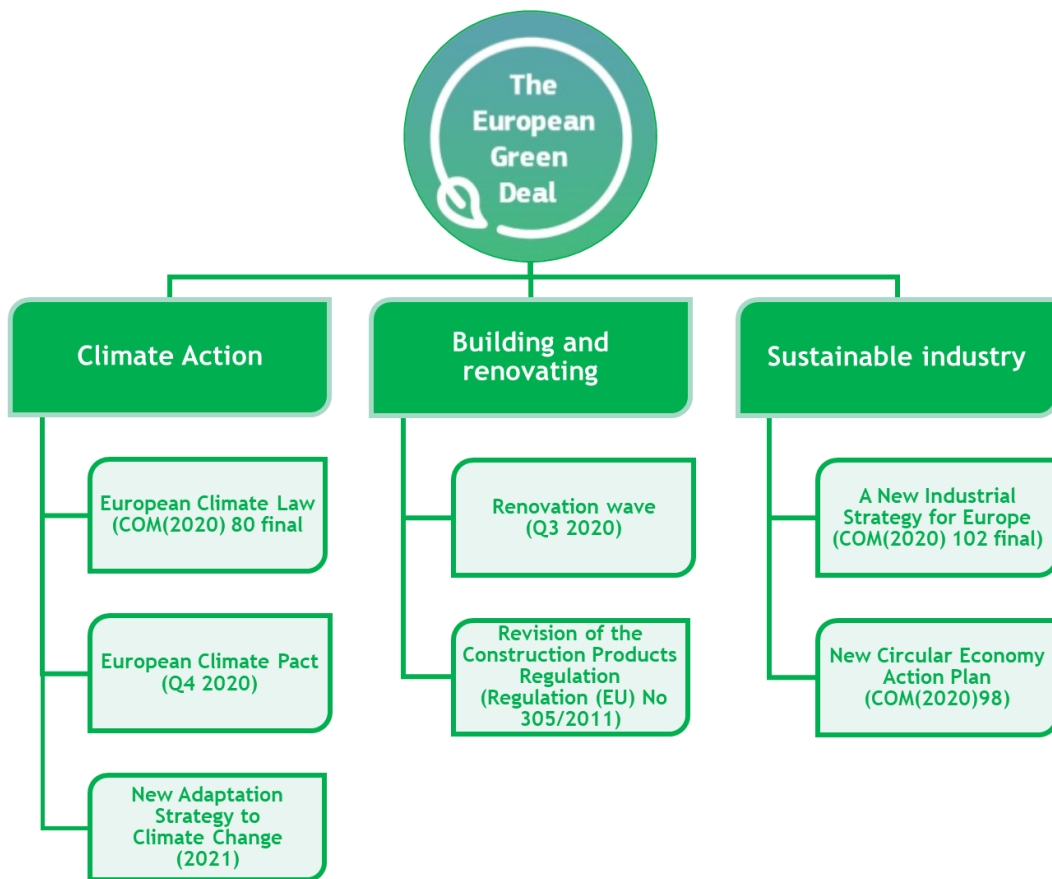 The
European
Green
Deal
Climate Action
Building and
renovating
Sustainable industry
European Climate Law
(COM(2020) 80 final
European Climate Pact
(Q4 2020)
New Adaptation
Strategy to
Climate Change
(2021)
Renovation wave
(Q3 2020)
Revision of the
Construction Products
Regulation
(Regulation (EU) No
305/2011)
A New Industrial
Strategy for Europe
(COM(2020) 102 final)
New Circular Economy
Action Plan
(COM(2020)98)